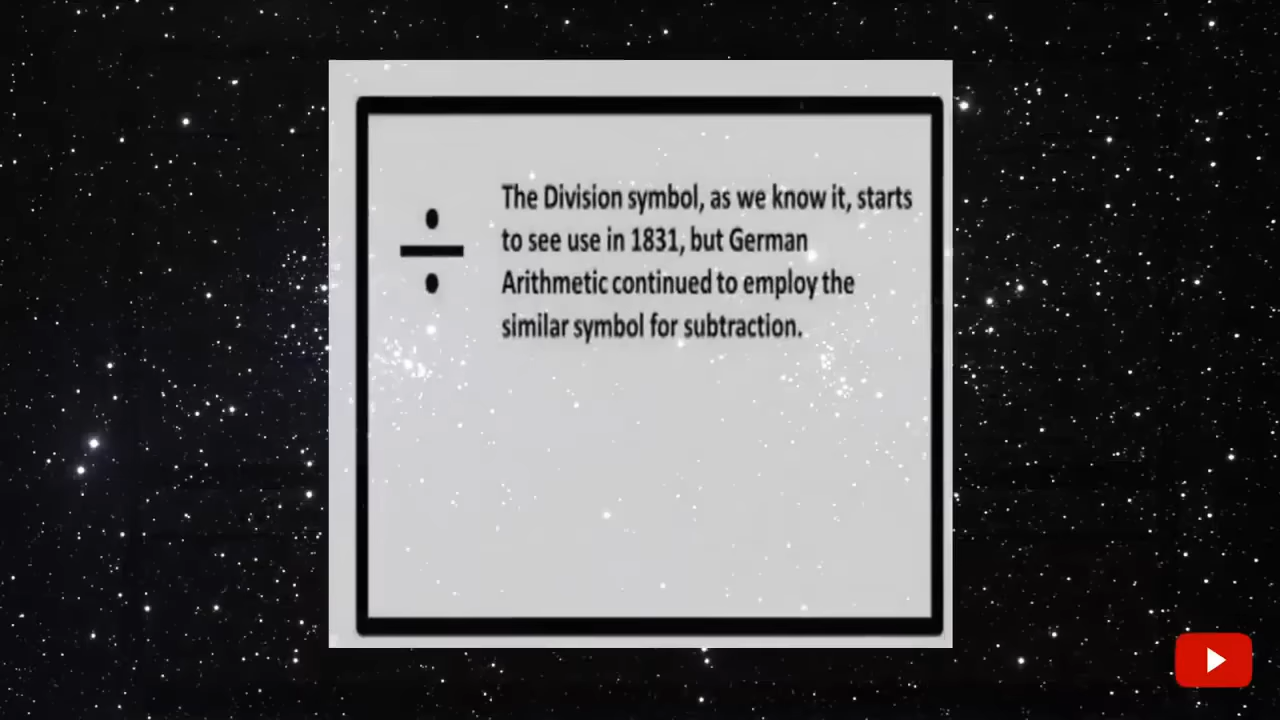 ÷
The Division symbol, as we know it, starts
to see use in 1831, but German
Arithmetic continued to employ the
similar symbol for subtraction.